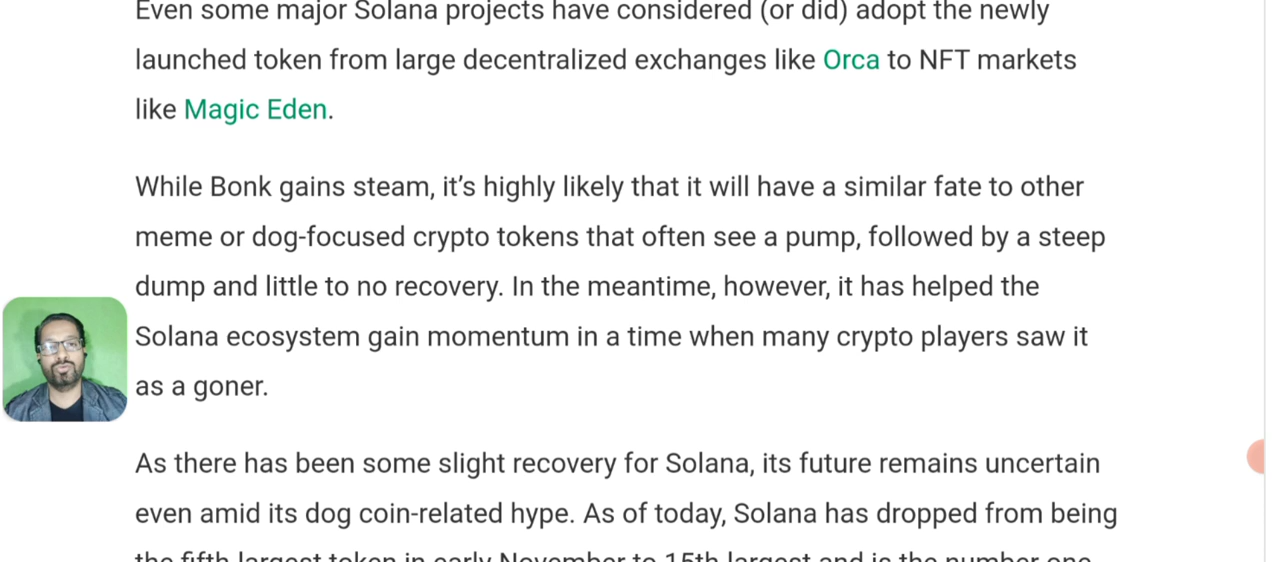 Even some major Solana projects have considered (or did) adopt the newly
launched token from large decentralized exchanges like Orca to NFT markets
like Magic Eden.
While Bonk gains steam, it’s highly likely that it will have a similar fate to other
meme or dog-focused crypto tokens that often see a pump, followed by a steep
dump and little to no recovery. In the meantime, however, it has helped the
Solana ecosystem gain momentum in a time when many crypto players saw it
as a goner.
As there has been some slight recovery for Solana, its future remains uncertain
even amid its dog coin-related hype. As of today, Solana has dropped from being
the fifth largest token in early November to 15th largest and is the number one